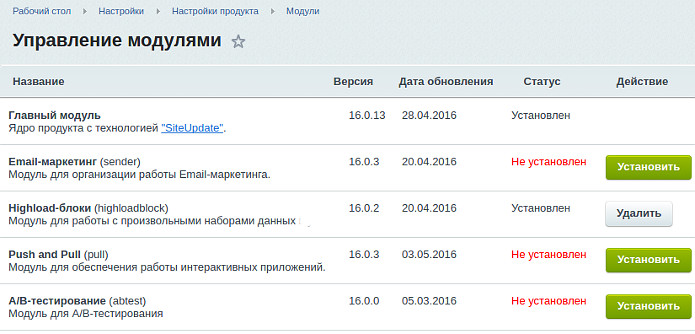 Рабочий стол Настройки Настройки продукта Модули
Управление модулями
Название Версия Дата обновления Статус Действие
Главный модуль 16.0.13 28.04.2016 Установлен
Ядро продукта с технологией "SiteUpdate".
Email-маркетинг (sender) 16.0.3 20.04.2016 Не установлен Установить
Модуль для организации работы Email-маркетинга.
Highload-блоки (highloadblock) 16.0.2 20.04.2016 Установлен Удалить
Модуль для работы с произвольными наборами данных
Push and Pull (pull) 16.0.3 03.05.2016 Не установлен Установить
Модуль для обеспечения работы интерактивных приложений.
A/B-тестирование (abtest) 16.0.0 05.03.2016 Не установлен Установить
Модуль для A/B-тестирования